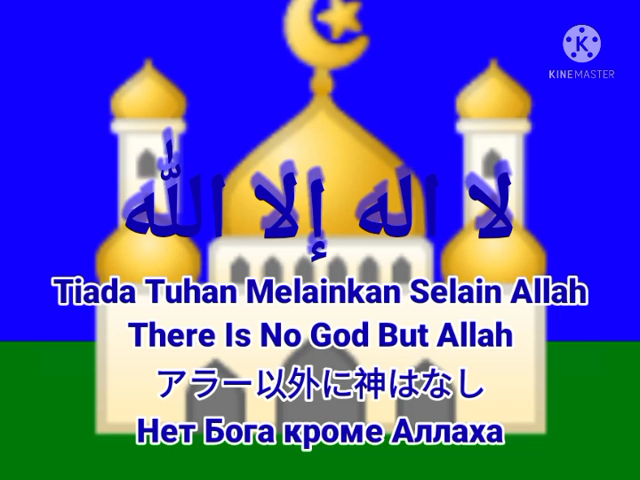 KINEMASTER
لا اله إلا الله
Tiada Tuhan Melainkan Selain Allah
There Is No God But Allah
アラー以外に神はなし
Нет Бога кроме Аллаха